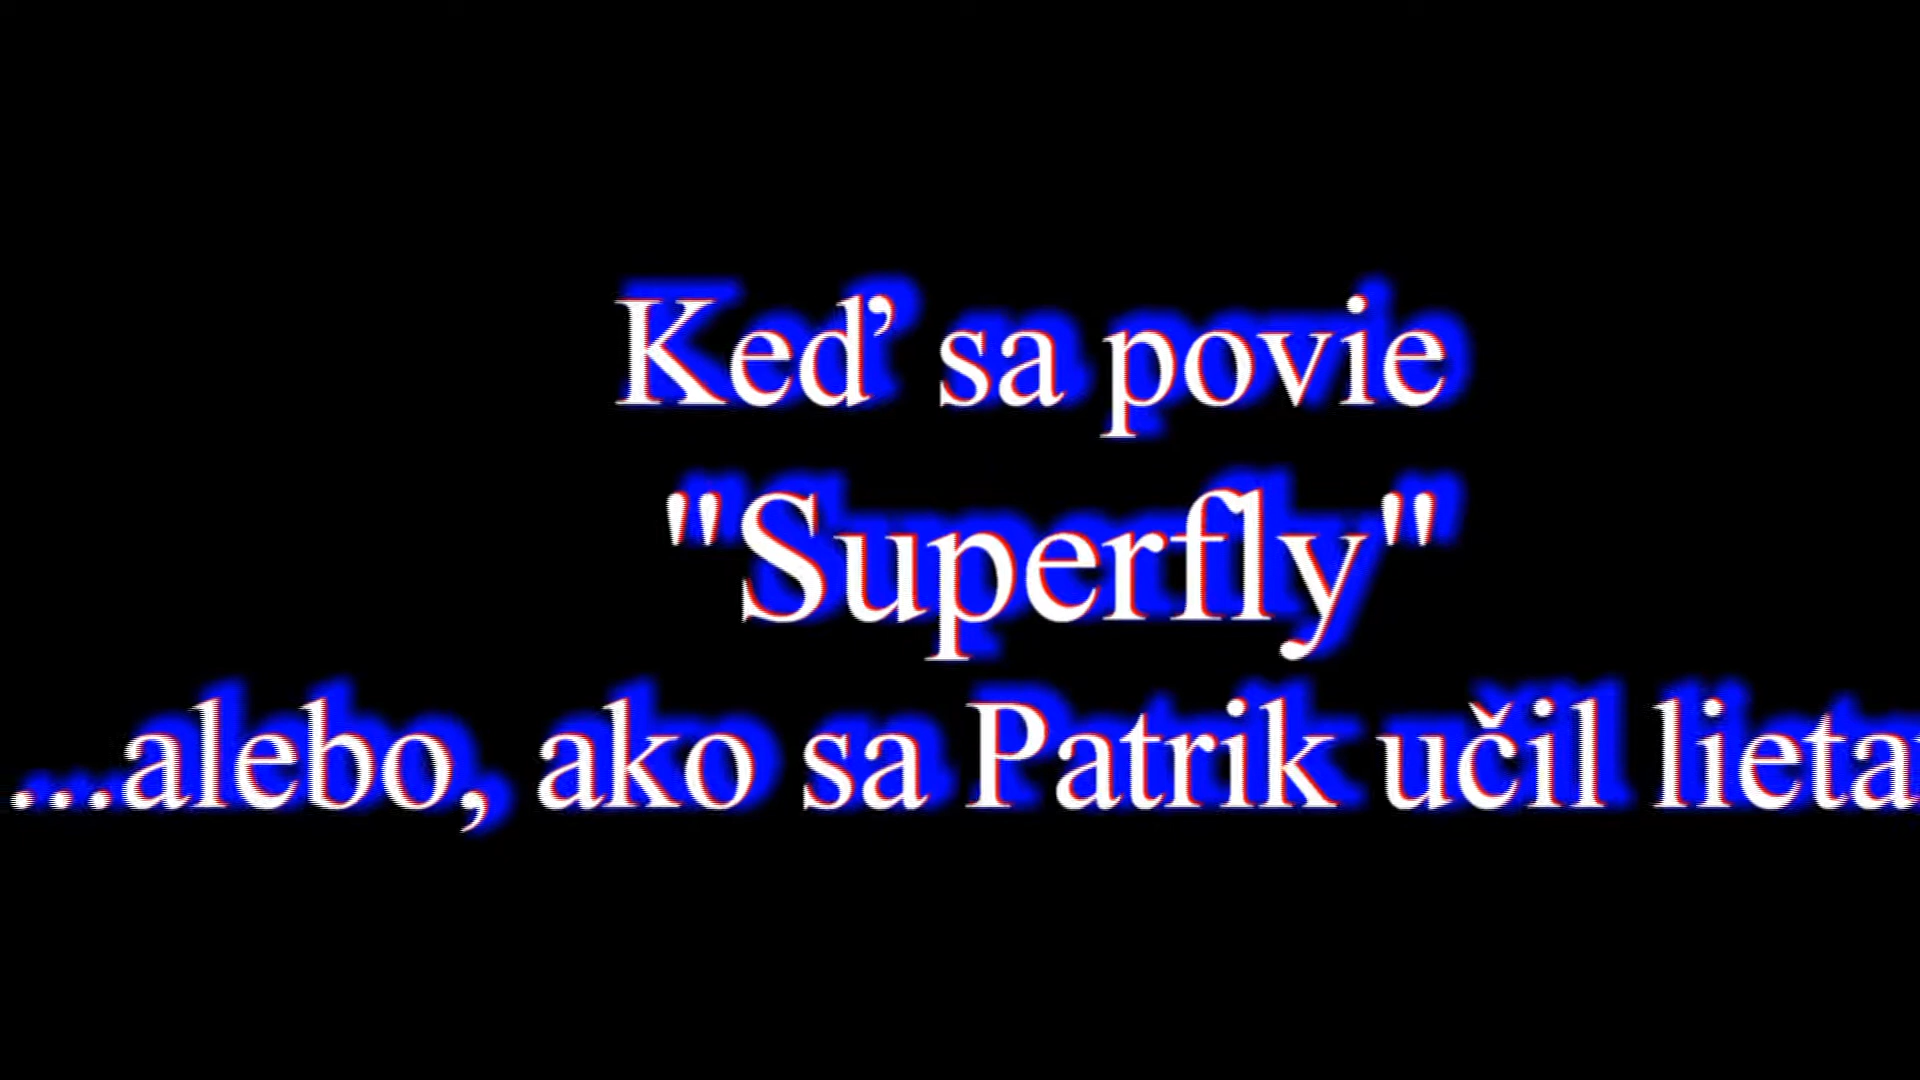 Keď sa povie
"Superfly"
...alebo, ako sa Patrik učil lieta